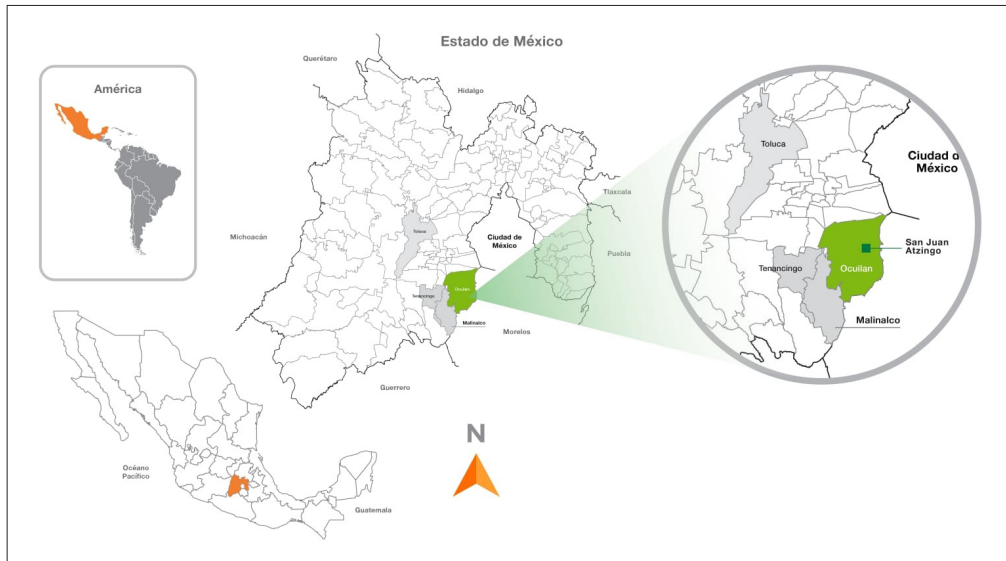 Estado de México
América
Querétaro
Hidalgo
Tlaxcala
Michoacán
Toluca
Ciudad de
México
Puebla
Ocuilan
Tenancingo
Malinalco
Morelos
Guerrero
Toluca
Ciudad d
México
San Juan
Atzingo
Ocuilan
Tenancingo
Malinalco
N
Océano
Pacífico
Guatemala